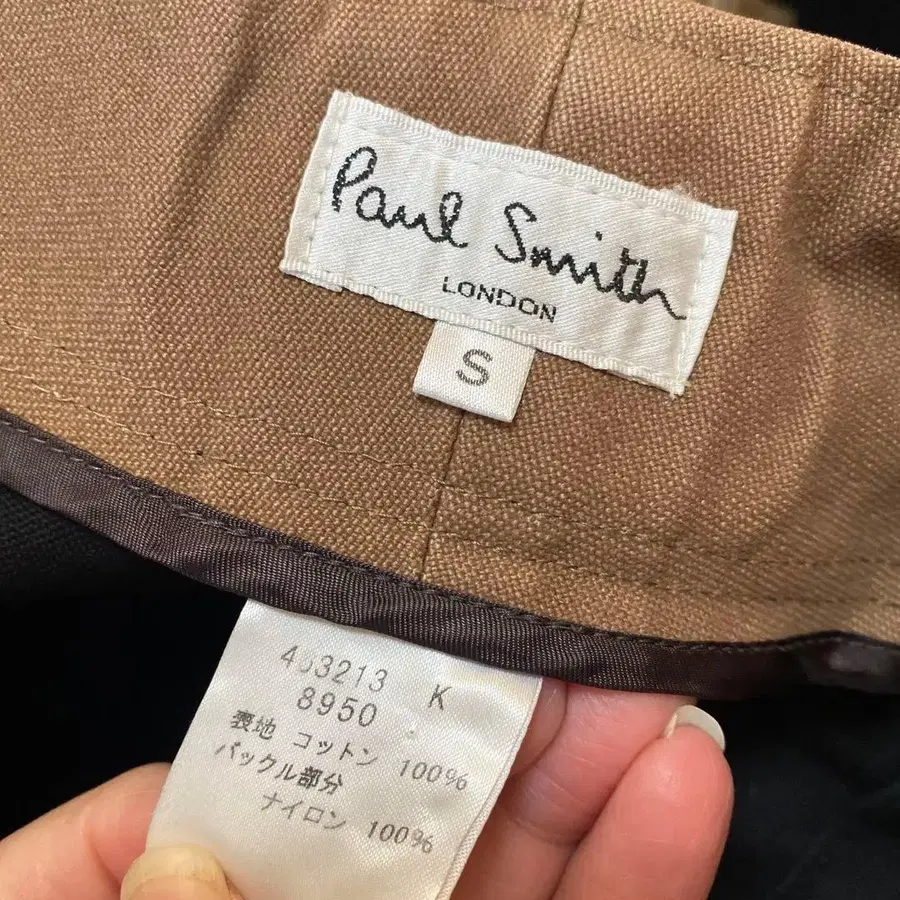 Paul Smith
LONDON
S
403213 K
8950
表地 コットン 100%
バックル部分
ナイロン 100%